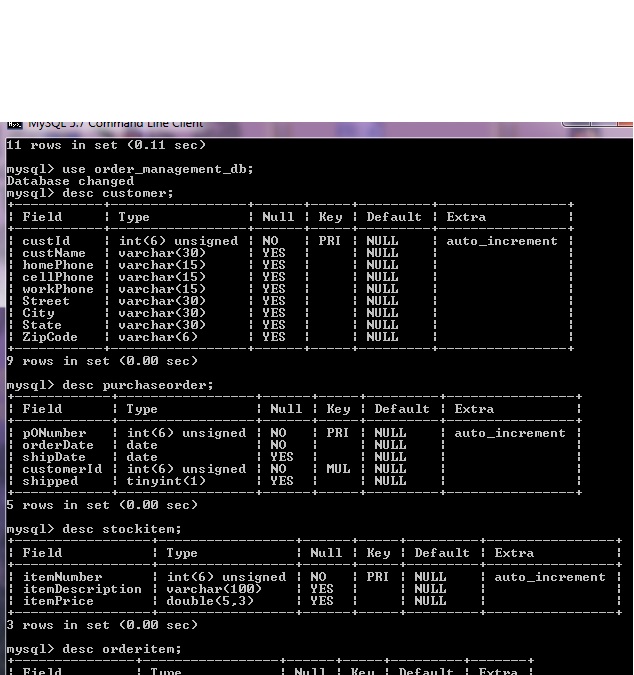 MySQL 5.7 Command Line Client
11 rows in set (0.11 sec)
mysql> use order_management_db;
Database changed
mysql> desc customer;
| Field | Type | Null | Key | Default | Extra |
| custId | int(6) unsigned | NO | PRI | NULL | auto_increment |
| custName | varchar(30) | YES | | NULL | |
| homePhone | varchar(15) | YES | | NULL | |
| cellPhone | varchar(15) | YES | | NULL | |
| workPhone | varchar(15) | YES | | NULL | |
| Street | varchar(30) | YES | | NULL | |
| City | varchar(30) | YES | | NULL | |
| State | varchar(30) | YES | | NULL | |
| ZipCode | varchar(6) | YES | | NULL | |
9 rows in set (0.00 sec)
mysql> desc purchaseorder;
| Field | Type | Null | Key | Default | Extra |
| pONumber | int(6) unsigned | NO | PRI | NULL | auto_increment |
| orderDate | date | NO | | NULL | |
| shipDate | date | YES | | NULL | |
| customerId | int(6) unsigned | NO | MUL | NULL | |
| shipped | tinyint(1) | YES | | NULL | |
5 rows in set (0.00 sec)
mysql> desc stockitem;
| Field | Type | Null | Key | Default | Extra |
| itemNumber | int(6) unsigned | NO | PRI | NULL | auto_increment |
| itemDescription | varchar(100) | YES | | NULL | |
| itemPrice | double(5,3) | YES | | NULL | |
3 rows in set (0.00 sec)
mysql> desc orderitem;
| Field | Type | Null | Key | Default | Extra |